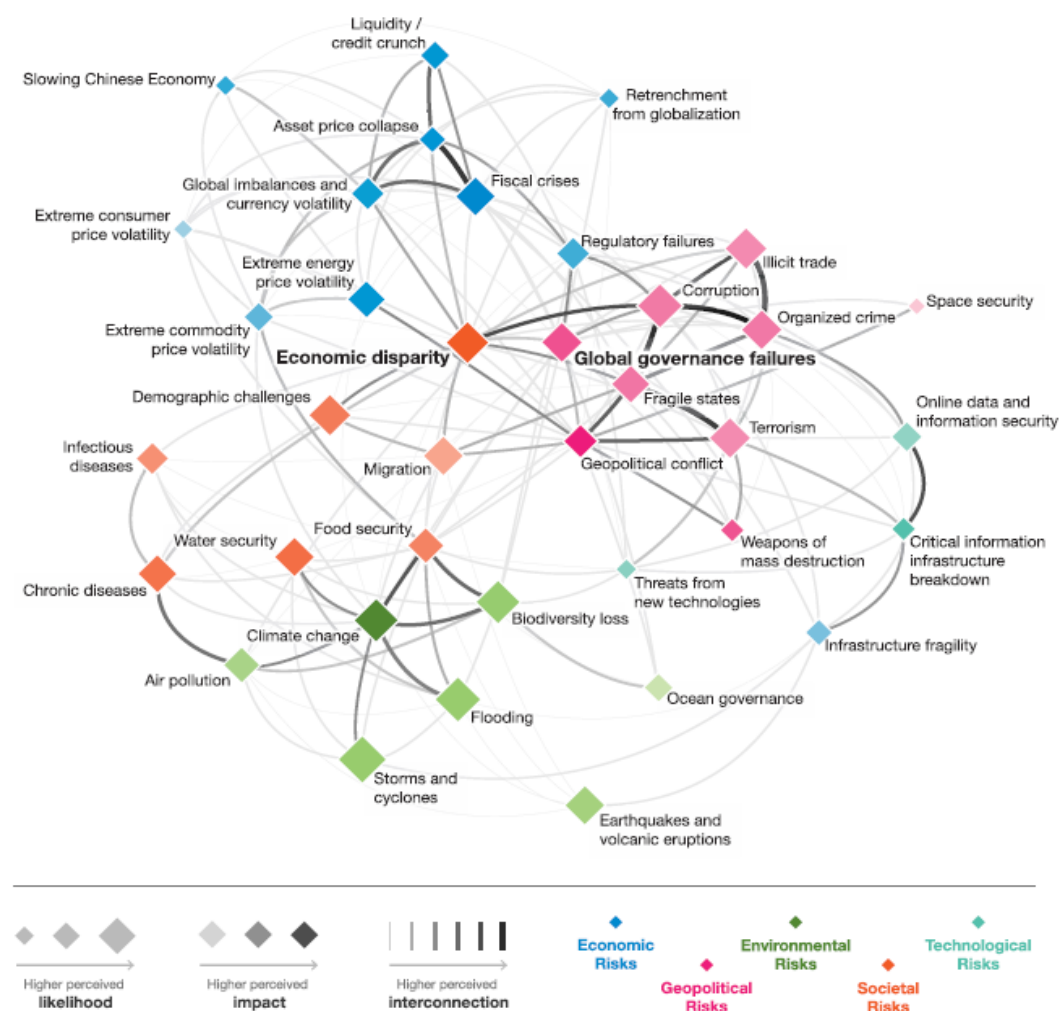 Liquidity /
credit crunch
Slowing Chinese Economy
Retrenchment
from globalization
Asset price collapse
Fiscal crises
Global imbalances and
currency volatility
Extreme consumer
price volatility
Regulatory failures
Illicit trade
Extreme energy
price volatility
Corruption
Space security
Organized crime
Extreme commodity
price volatility
Economic disparity
Global governance failures
Fragile states
Demographic challenges
Online data and
information security
Terrorism
Infectious
diseases
Migration
Geopolitical conflict
Food security
Water security
Weapons of
mass destruction
Critical information
infrastructure
breakdown
Chronic diseases
Threats from
new technologies
Biodiversity loss
Climate change
Infrastructure fragility
Air pollution
Ocean governance
Flooding
Storms and
cyclones
Earthquakes and
volcanic eruptions
Higher perceived
likelihood
Higher perceived
impact
Higher perceived
interconnection
Economic
Risks
Geopolitical
Risks
Environmental
Risks
Societal
Risks
Technological
Risks